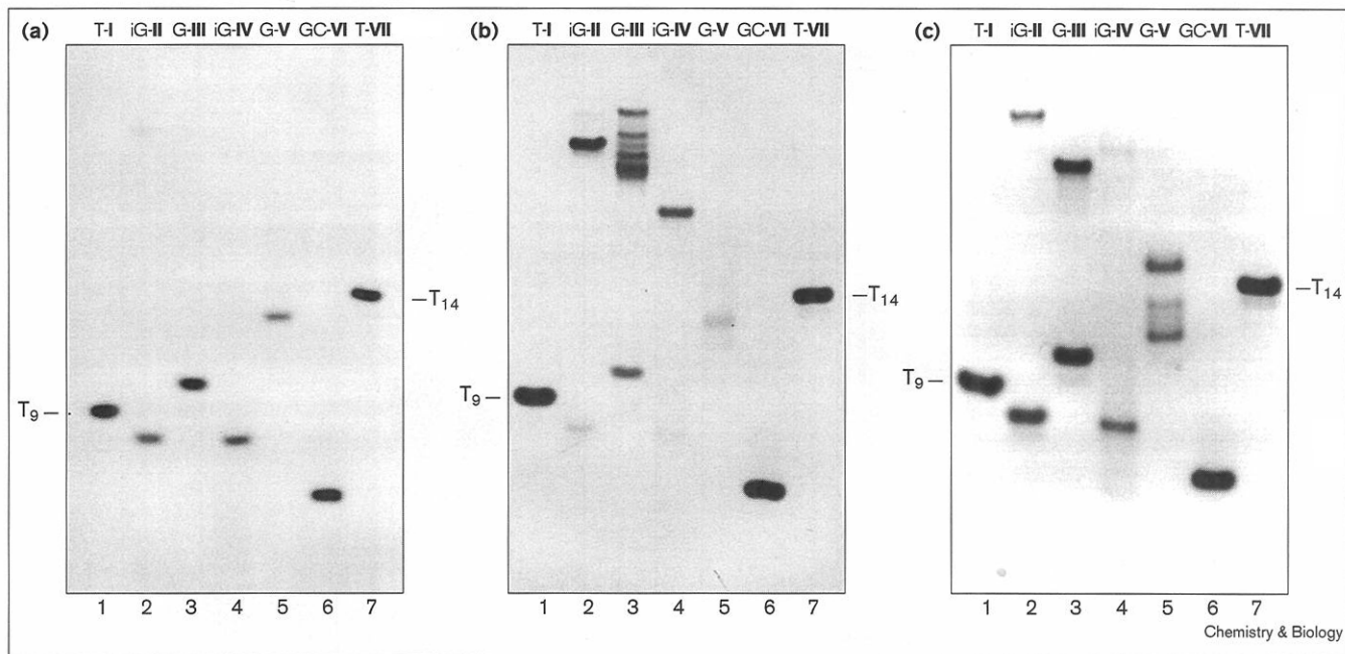 (a) T-I iG-II G-III iG-IV G-V GC-VI T-VII
T9 –
–T14
1 2 3 4 5 6 7
(b) T-I iG-II G-III iG-IV G-V GC-VI T-VII
T9 –
–T14
1 2 3 4 5 6 7
(c) T-I iG-II G-III iG-IV G-V GC-VI T-VII
T9 –
–T14
1 2 3 4 5 6 7
Chemistry & Biology